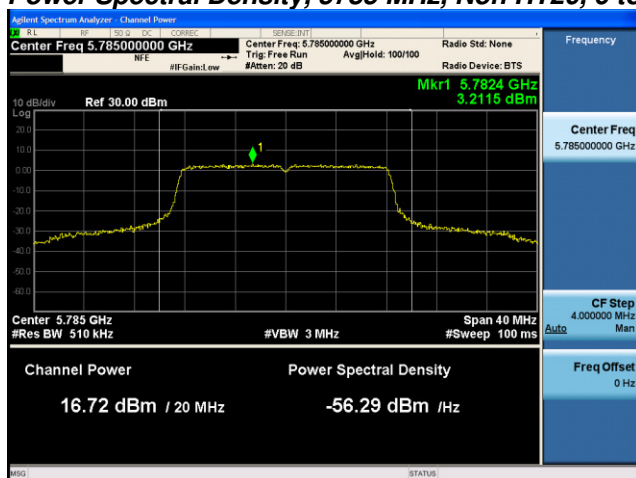 Power Spectral Density, 5785 MHz, Non HT20, 6 to
Agilent Spectrum Analyzer - Channel Power
RL RF 50 Ω DC CORREC SENSE:INT
Center Freq 5.785000000 GHz
NFE
#IFGain:Low
Center Freq: 5.785000000 GHz
Trig: Free Run Avg|Hold: 100/100
#Atten: 20 dB
Radio Std: None
Radio Device: BTS
Mkr1 5.7824 GHz
3.2115 dBm
10 dB/div Ref 30.00 dBm
Log
20.0
10.0
0.00
-10.0
-20.0
-30.0
-40.0
-50.0
-60.0
1
Center 5.785 GHz Span 40 MHz
#Res BW 510 kHz #VBW 3 MHz #Sweep 100 ms
Channel Power Power Spectral Density
16.72 dBm / 20 MHz -56.29 dBm /Hz
MSG STATUS
Frequency
Center Freq
5.785000000 GHz
CF Step
4.000000 MHz
Auto Man
Freq Offset
0 Hz